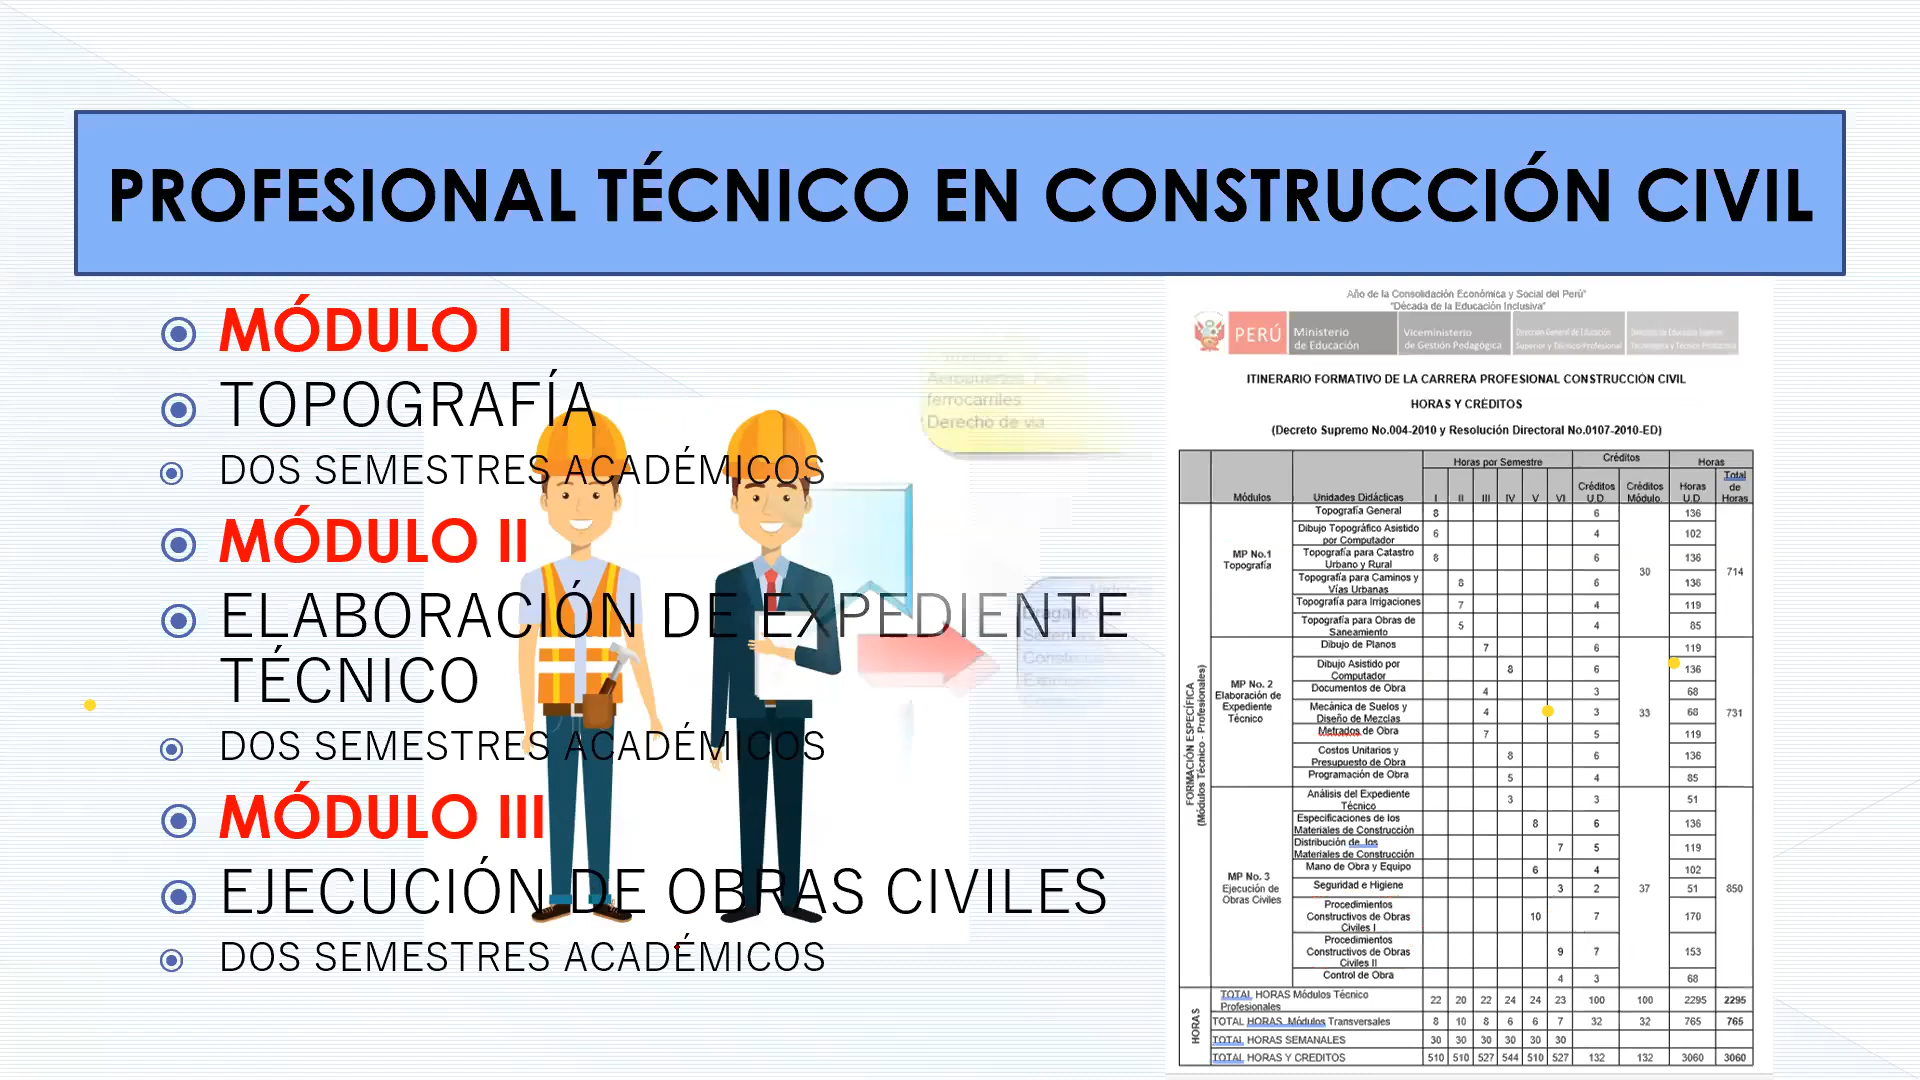 PROFESIONAL TÉCNICO EN CONSTRUCCIÓN CIVIL
MÓDULO I
TOPOGRAFÍA
DOS SEMESTRES ACADÉMICOS
MÓDULO II
ELABORACIÓN DE EXPEDIENTE
TÉCNICO
DOS SEMESTRES ACADÉMICOS
MÓDULO III
EJECUCIÓN DE OBRAS CIVILES
DOS SEMESTRES ACADÉMICOS
ferrocarriles
Derecho de via
Año de la Consolidación Económica y Social del Perú"
"Década de la Educación Inclusiva"
PERÚ Ministerio de Educación Viceministerio de Gestión Pedagógica Dirección General de Educación Superior y Técnico-Profesional
ITINERARIO FORMATIVO DE LA CARRERA PROFESIONAL CONSTRUCCIÓN CIVIL
HORAS Y CRÉDITOS
(Decreto Supremo No.004-2010 y Resolución Directoral No.0107-2010-ED)
Horas por Semestre Créditos Horas
Módulos Unidades Didácticas I II III IV V VI Créditos U.D. Créditos Módulo. Horas U.D. Total de Horas
FORMACIÓN ESPECÍFICA
(Módulos Técnico - Profesionales)
MP No.1 Topografía 30 714
Topografía General 8 6 136
Dibujo Topográfico Asistido por Computador 6 4 102
Topografía para Catastro Urbano y Rural 8 6 136
Topografía para Caminos y Vías Urbanas 8 6 136
Topografía para Irrigaciones 7 4 119
Topografía para Obras de Saneamiento 5 4 85
MP No. 2 Elaboración de Expediente Técnico 33 731
Dibujo de Planos 7 6 119
Dibujo Asistido por Computador 8 6 136
Documentos de Obra 4 3 68
Mecánica de Suelos y Diseño de Mezclas 4 3 68
Metrados de Obra 7 5 119
Costos Unitarios y Presupuesto de Obra 8 6 136
Programación de Obra 5 4 85
MP No. 3 Ejecución de Obras Civiles 37 850
Análisis del Expediente Técnico 3 3 51
Especificaciones de los Materiales de Construcción 8 6 136
Distribución de los Materiales de Construcción 7 5 119
Mano de Obra y Equipo 6 4 102
Seguridad e Higiene 3 2 51
Procedimientos Constructivos de Obras Civiles I 10 7 170
Procedimientos Constructivos de Obras Civiles II 9 7 153
Control de Obra 4 3 68
HORAS
TOTAL HORAS Módulos Técnico Profesionales 22 20 22 24 24 23 100 100 2295 2295
TOTAL HORAS Módulos Transversales 8 10 8 6 6 7 32 32 765 765
TOTAL HORAS SEMANALES 30 30 30 30 30 30
TOTAL HORAS Y CREDITOS 510 510 527 544 510 527 132 132 3060 3060